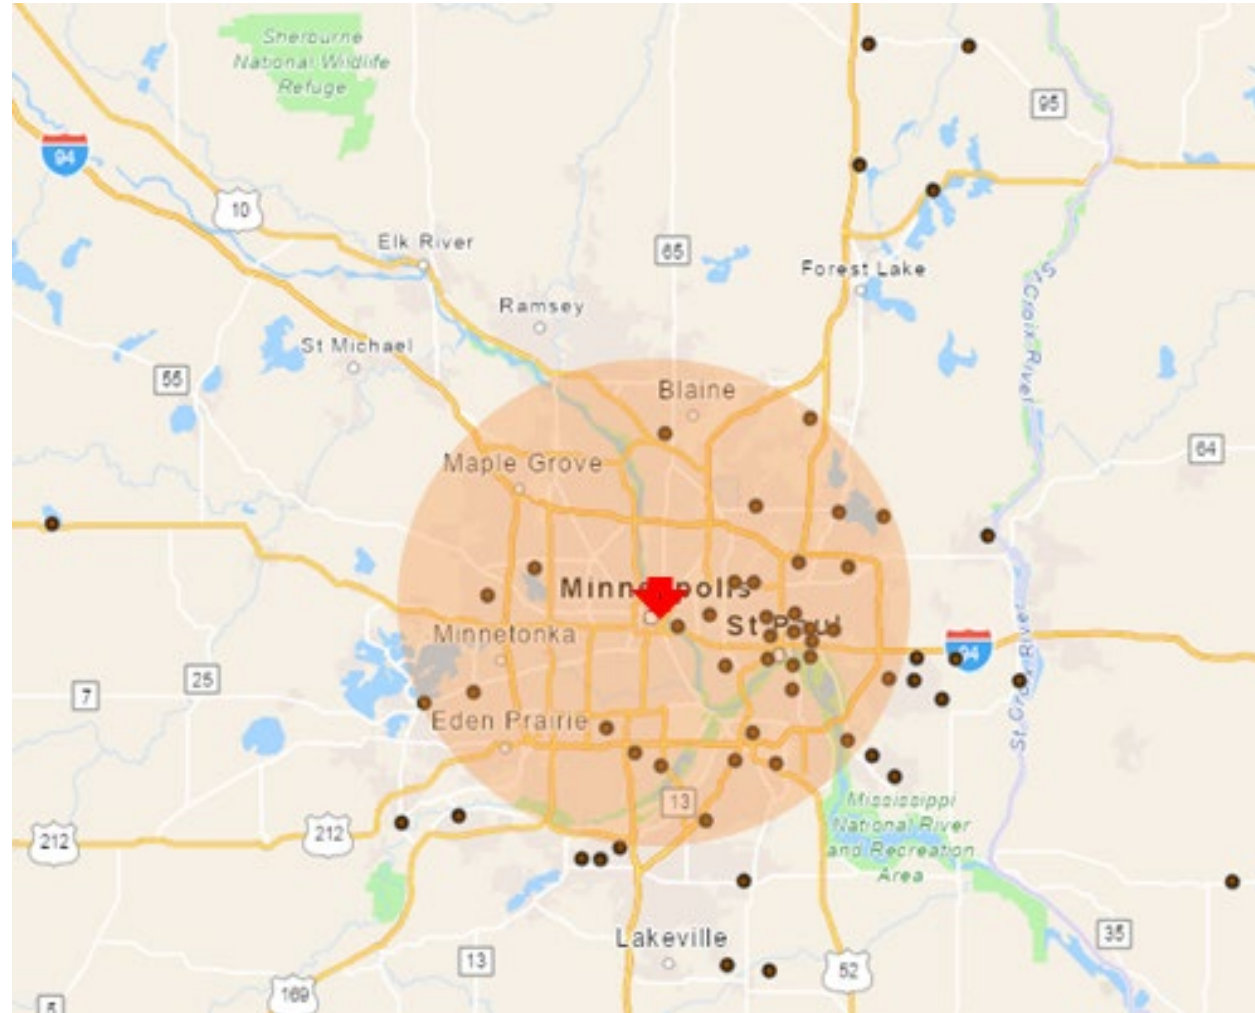 Sherburne
National Wildlife
Refuge
95
94
10
Elk River
65
Forest Lake
Ramsey
St Michael
55
Blaine
St. Croix River
64
Maple Grove
Minneapolis
St Paul
Minnetonka
94
25
7
St Croix River
Eden Prairie
13
Mississippi
National River
and Recreation
Area
212
212
Lakeville
35
13
52
169
5